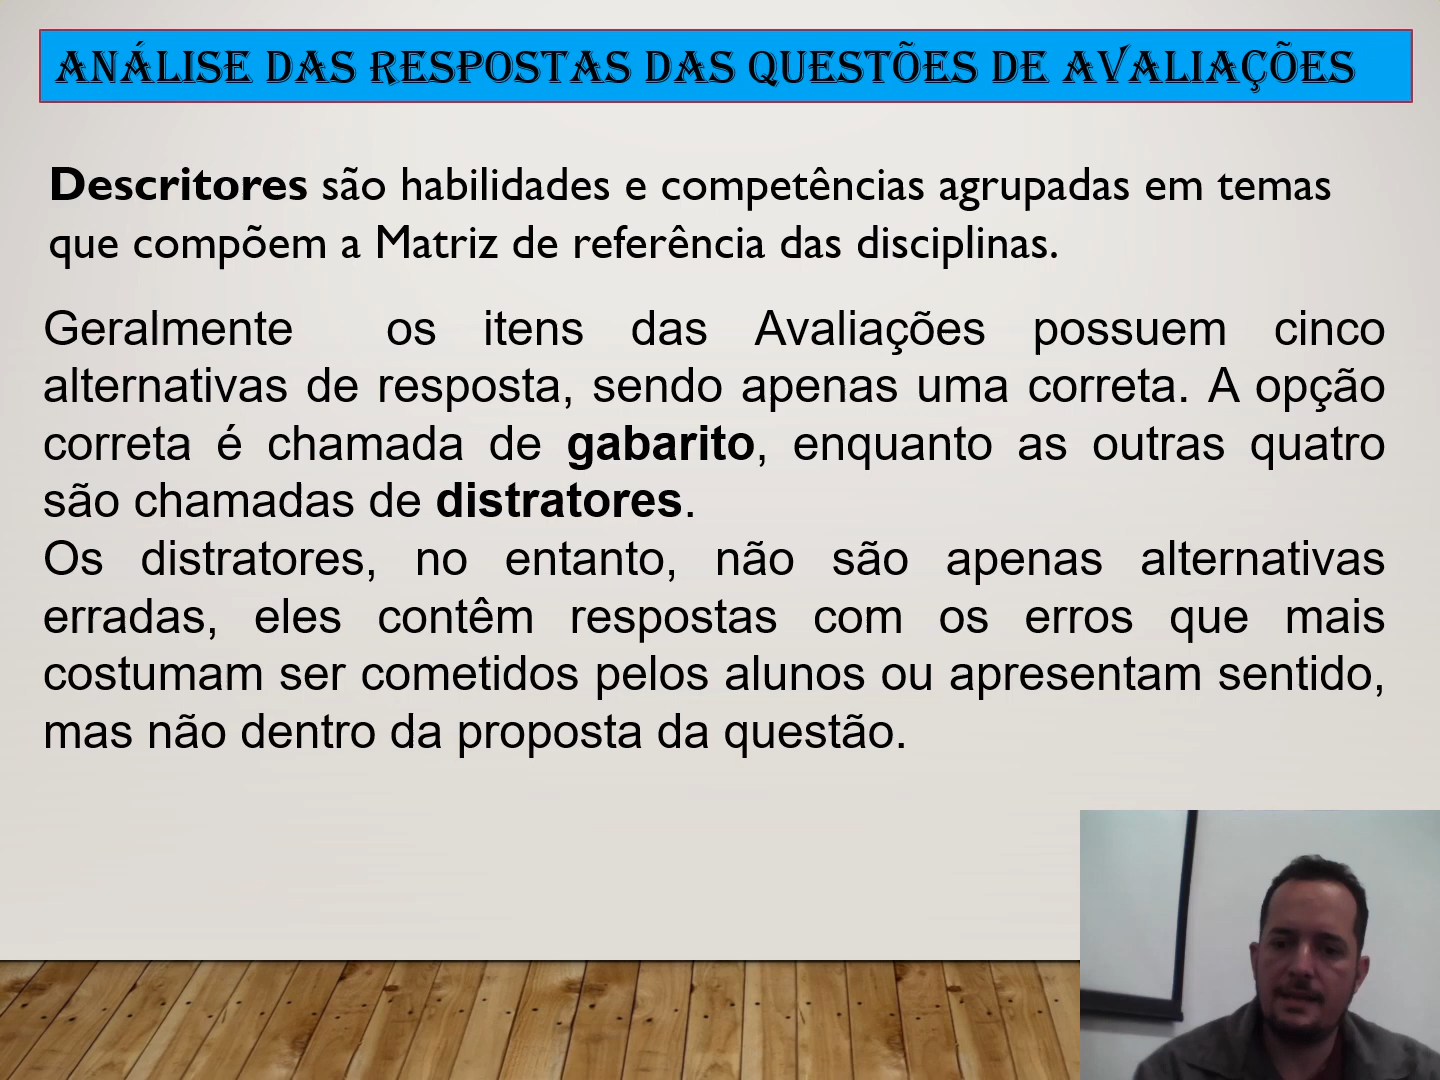 ANÁLISE DAS RESPOSTAS DAS QUESTÕES DE AVALIAÇÕES
Descritores são habilidades e competências agrupadas em temas
que compõem a Matriz de referência das disciplinas.
Geralmente os itens das Avaliações possuem cinco
alternativas de resposta, sendo apenas uma correta. A opção
correta é chamada de gabarito, enquanto as outras quatro
são chamadas de distratores.
Os distratores, no entanto, não são apenas alternativas
erradas, eles contêm respostas com os erros que mais
costumam ser cometidos pelos alunos ou apresentam sentido,
mas não dentro da proposta da questão.